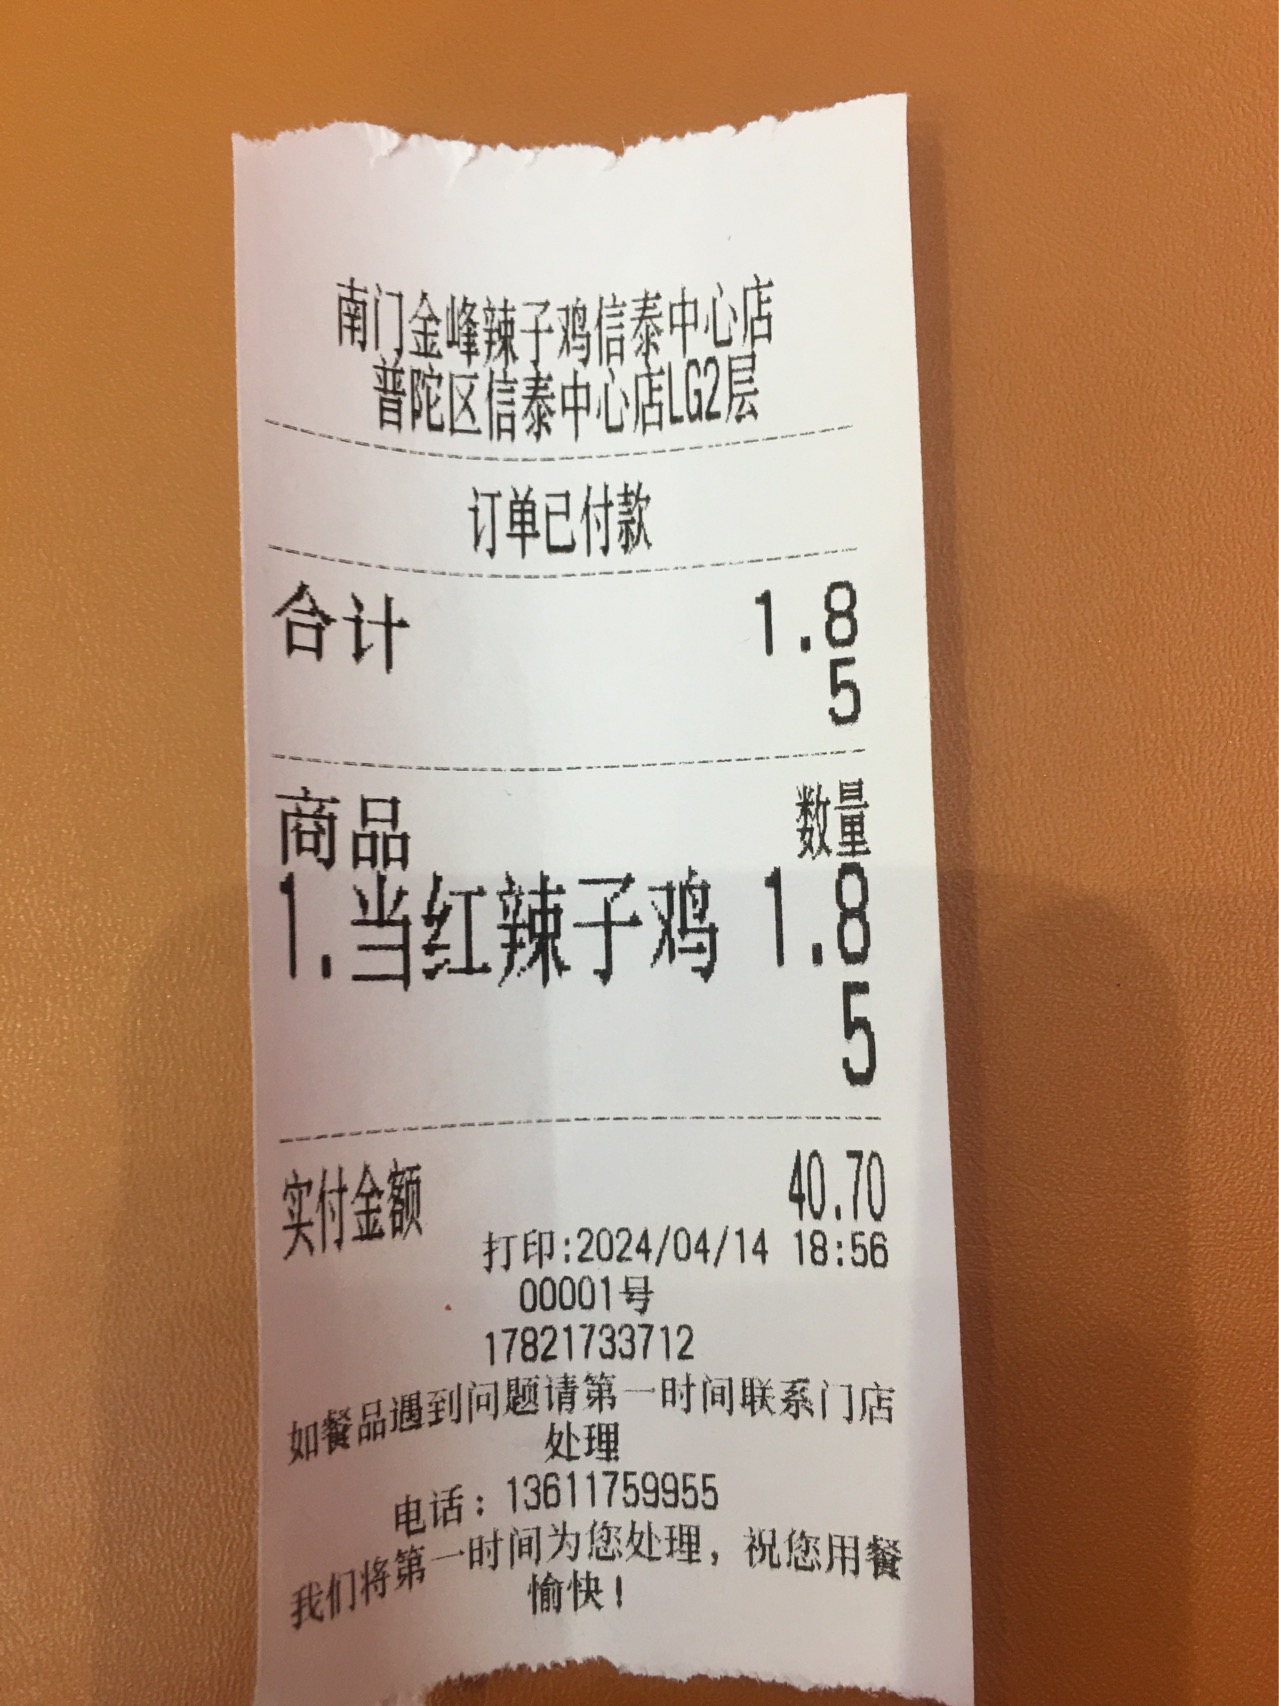 南门金峰辣子鸡信泰中心店
普陀区信泰中心店LG2层
订单已付款
合计 1.8
5
商品 数量
1.当红辣子鸡 1.8
5
实付金额 40.70
打印:2024/04/14 18:56
00001号
17821733712
如餐品遇到问题请第一时间联系门店
处理
电话：13611759955
我们将第一时间为您处理，祝您用餐
愉快！